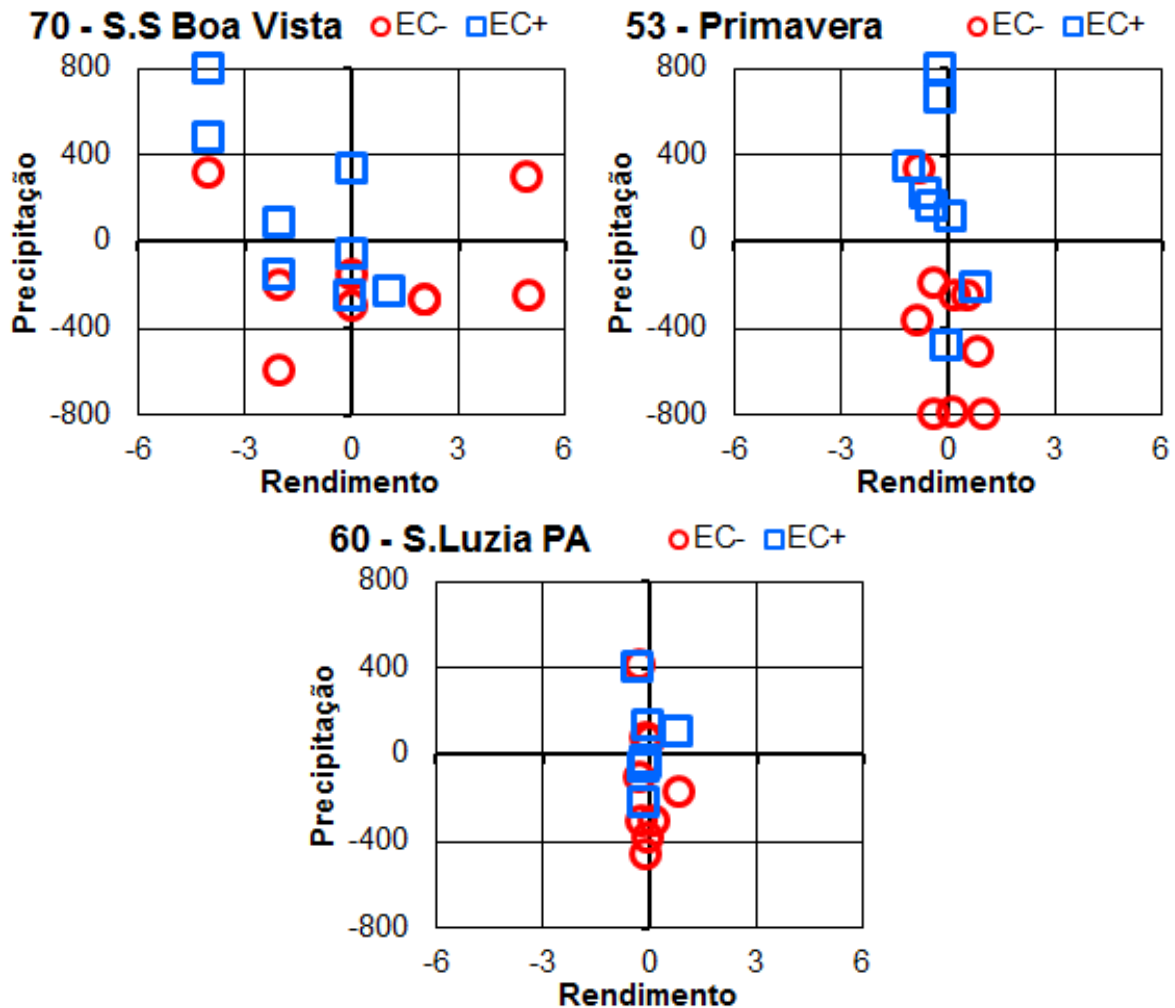 70 - S.S Boa Vista EC- EC+
800
400
0
-400
-800
Precipitação
-6 -3 0 3 6
Rendimento
53 - Primavera EC- EC+
800
400
0
-400
-800
Precipitação
-6 -3 0 3 6
Rendimento
60 - S.Luzia PA EC- EC+
800
400
0
-400
-800
Precipitação
-6 -3 0 3 6
Rendimento